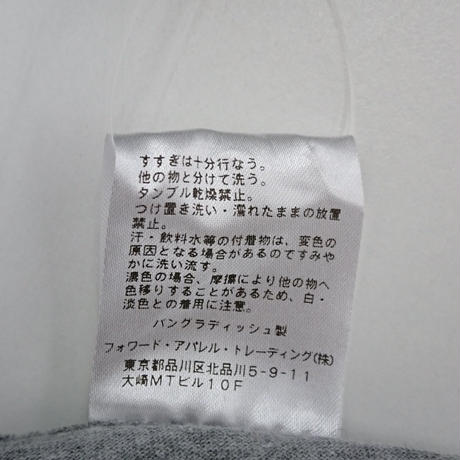 すすぎは十分行なう。
他の物と分けて洗う。
タンブル乾燥禁止。
つけ置き洗い・濡れたままの放置
禁止。
汗・飲料水等の付着物は、変色の
原因となる場合があるのですみや
かに洗い流す。
濃色の場合、摩擦により他の物へ
色移りすることがあるため、白・
淡色との着用に注意。
バングラディッシュ製
フォワード・アパレル・トレーディング(株)
東京都品川区北品川5-9-11
大崎MTビル10F